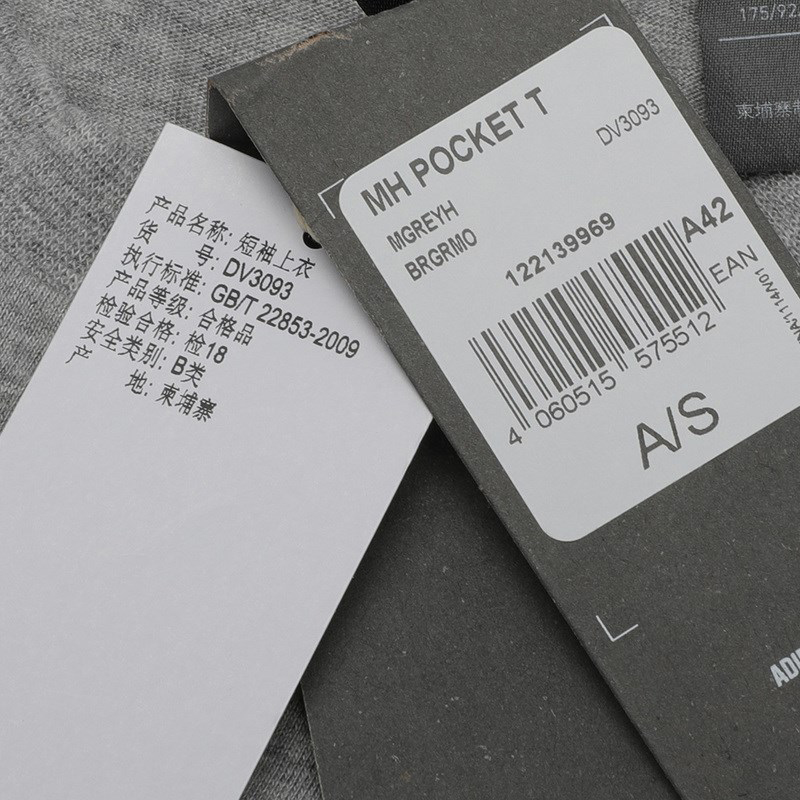 产品名称: 短袖上衣
货 号: DV3093
执行标准: GB/T 22853-2009
产品等级: 合格品
检验合格: 检18
安全类别: B类
产 地: 柬埔寨
MH POCKET T
DV3093
MGREYH
BRGRMO
122139969
A42
EAN
4 060515 575512
A/S
175/92
柬埔寨制